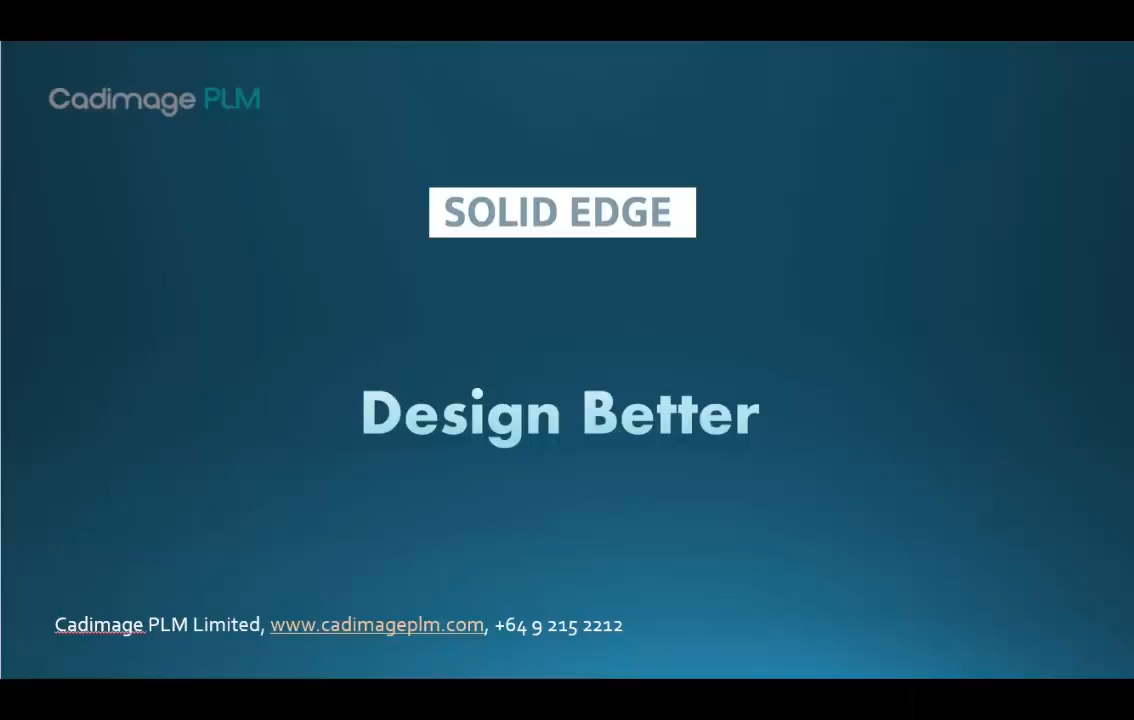 Cadimage PLM
SOLID EDGE
Design Better
Cadimage PLM Limited, www.cadimageplm.com, +64 9 215 2212